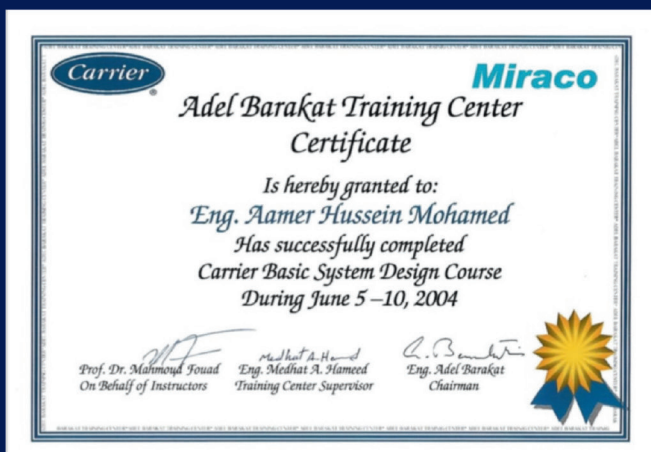 Carrier
®
Miraco
Adel Barakat Training Center
Certificate
Is hereby granted to:
Eng. Aamer Hussein Mohamed
Has successfully completed
Carrier Basic System Design Course
During June 5 –10, 2004
Medhat A. Hamed
Prof. Dr. Mahmoud Fouad
Eng. Medhat A. Hameed
Eng. Adel Barakat
On Behalf of Instructors
Training Center Supervisor
Chairman